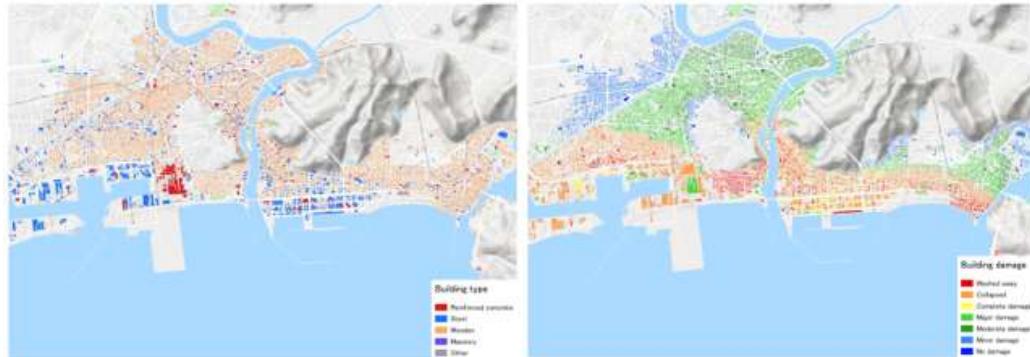 Building type
Reinforced concrete
Steel
Wooden
Masonry
Other
Building damage
Washed away
Collapsed
Complete damage
Major damage
Moderate damage
Minor damage
No damage